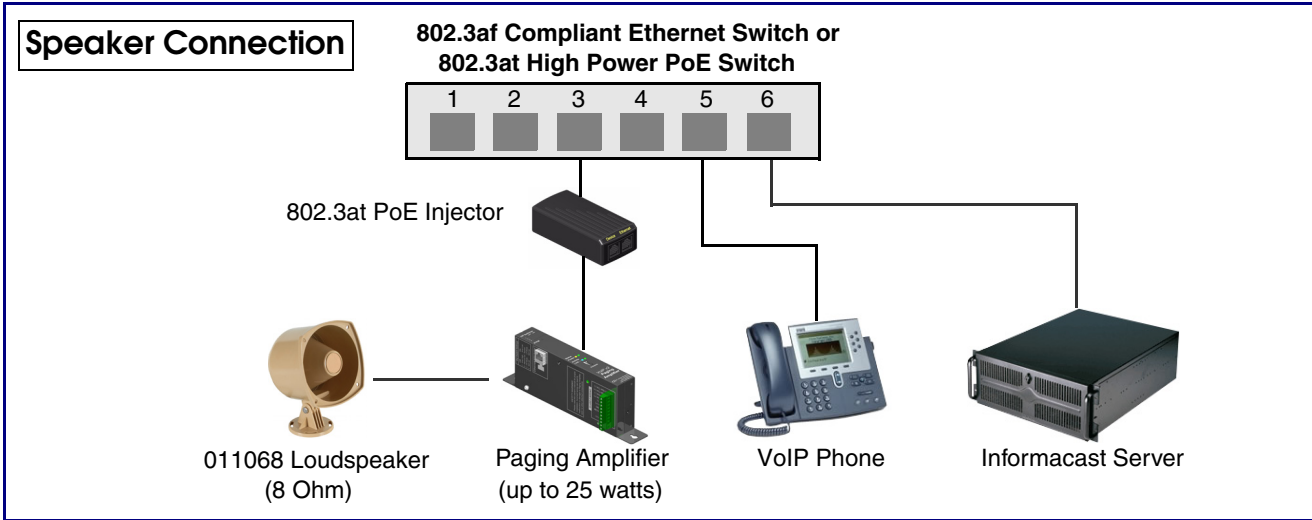 Speaker Connection
802.3af Compliant Ethernet Switch or
802.3at High Power PoE Switch
1 2 3 4 5 6
802.3at PoE Injector
011068 Loudspeaker
(8 Ohm)
Paging Amplifier
(up to 25 watts)
VoIP Phone
Informacast Server